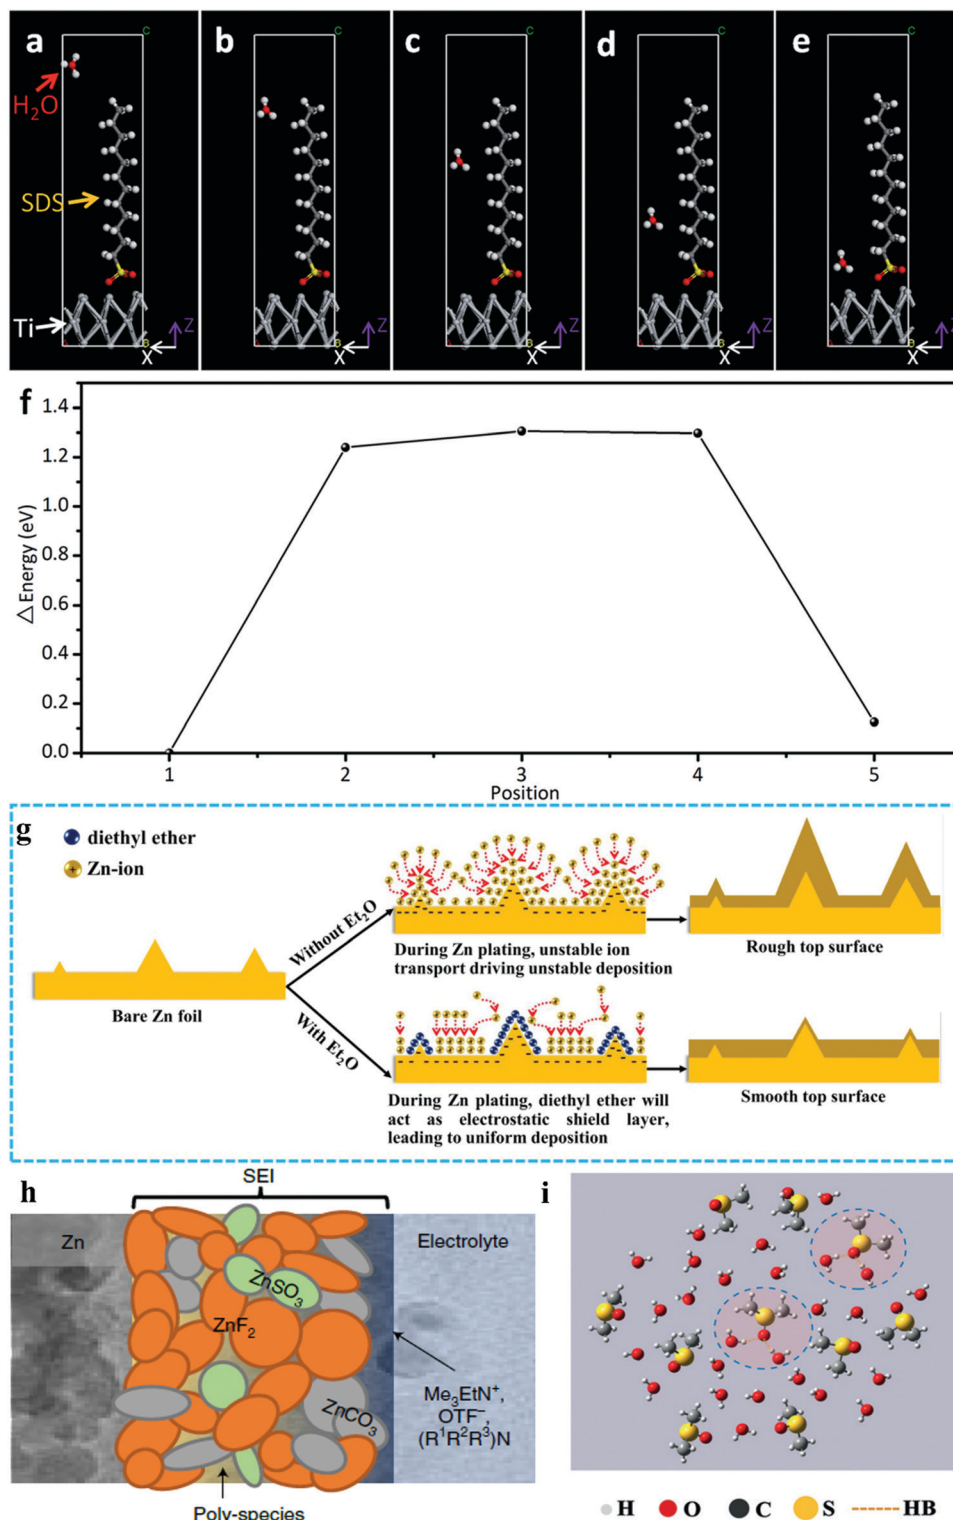 a
b
c
d
e
H₂O
SDS
Ti
C
C
C
C
C
Z
Z
Z
Z
Z
X
X
X
X
X
f
1.4
1.2
1.0
0.8
0.6
0.4
0.2
0.0
△Energy (eV)
1 2 3 4 5
Position
g
diethyl ether
Zn-ion
Without Et₂O
With Et₂O
Bare Zn foil
During Zn plating, unstable ion
transport driving unstable deposition
Rough top surface
During Zn plating, diethyl ether will
act as electrostatic shield layer,
leading to uniform deposition
Smooth top surface
h
SEI
Zn
Electrolyte
ZnSO₃
ZnF₂
ZnCO₃
Me₃EtN⁺,
OTF⁻,
(R¹R²R³)N
Poly-species
i
H O C S HB